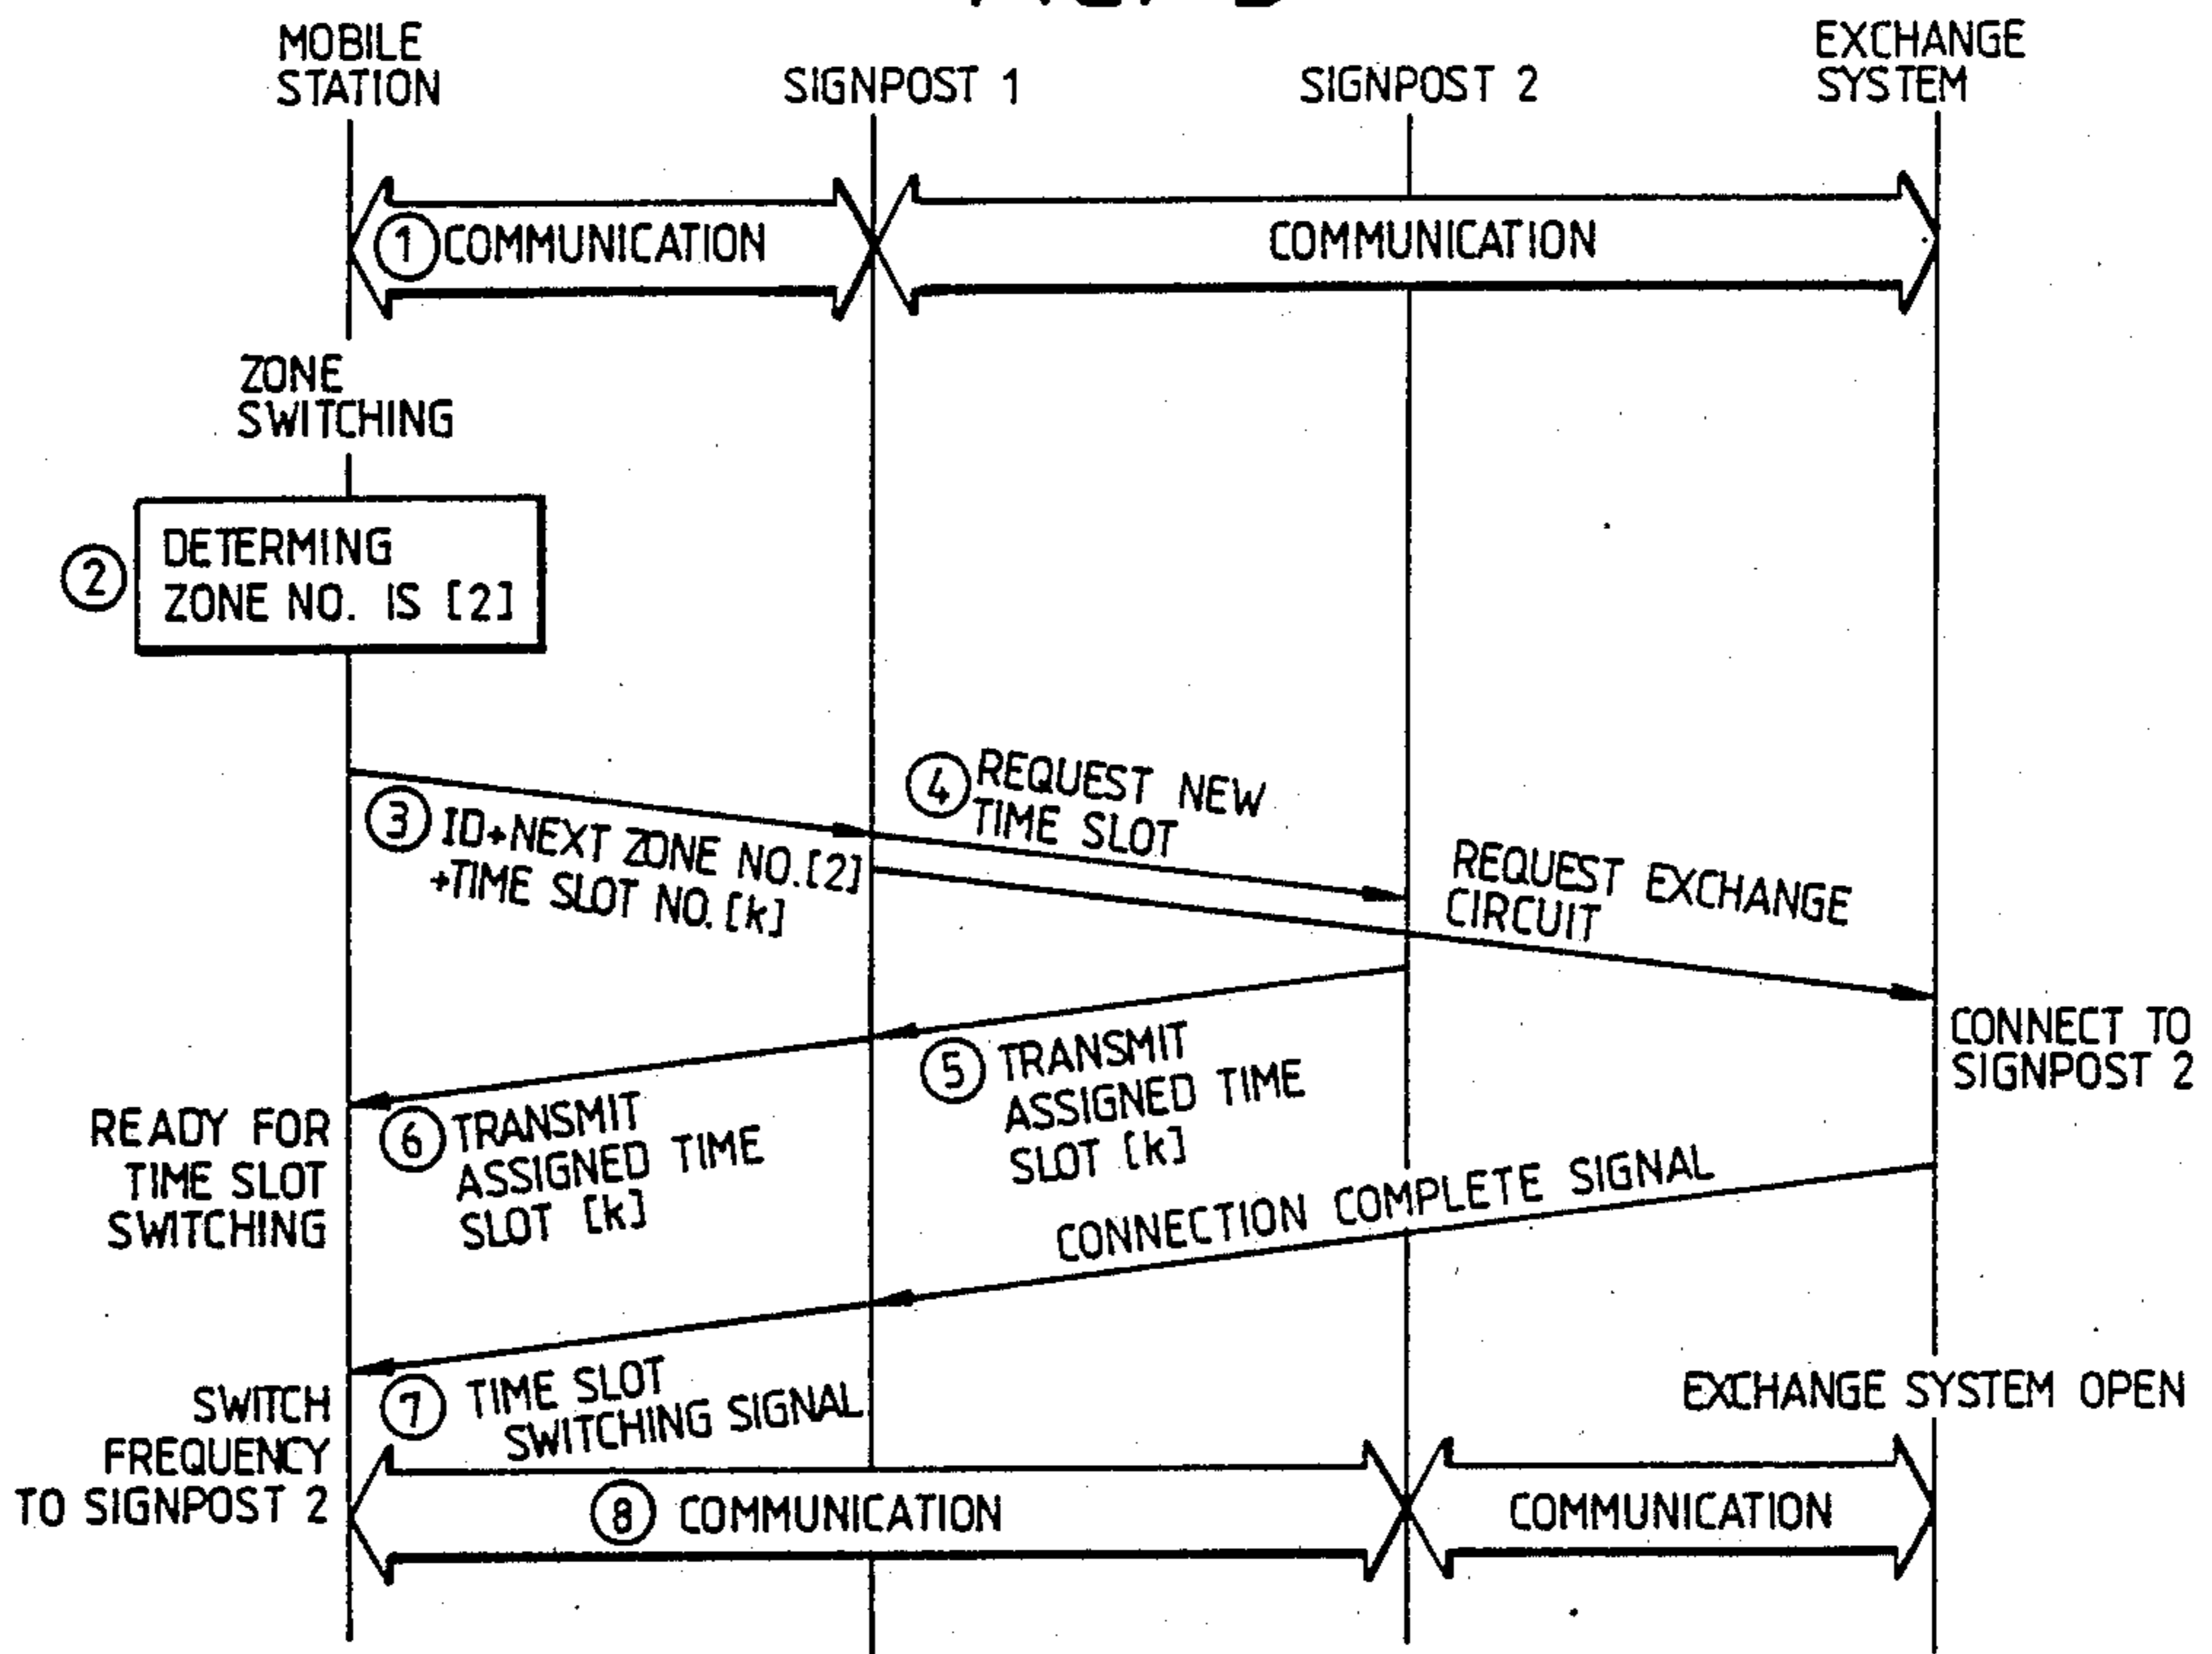 MOBILE
STATION
SIGNPOST 1
SIGNPOST 2
EXCHANGE
SYSTEM
① COMMUNICATION
COMMUNICATION
ZONE
SWITCHING
② DETERMING
ZONE NO. IS [2]
③ ID+NEXT ZONE NO.[2]
+TIME SLOT NO.[k]
④ REQUEST NEW
TIME SLOT
REQUEST EXCHANGE
CIRCUIT
CONNECT TO
SIGNPOST 2
⑤ TRANSMIT
ASSIGNED TIME
SLOT [k]
READY FOR
TIME SLOT
SWITCHING
⑥ TRANSMIT
ASSIGNED TIME
SLOT [k]
CONNECTION COMPLETE SIGNAL
SWITCH
FREQUENCY
TO SIGNPOST 2
⑦ TIME SLOT
SWITCHING SIGNAL
EXCHANGE SYSTEM OPEN
⑧ COMMUNICATION
COMMUNICATION